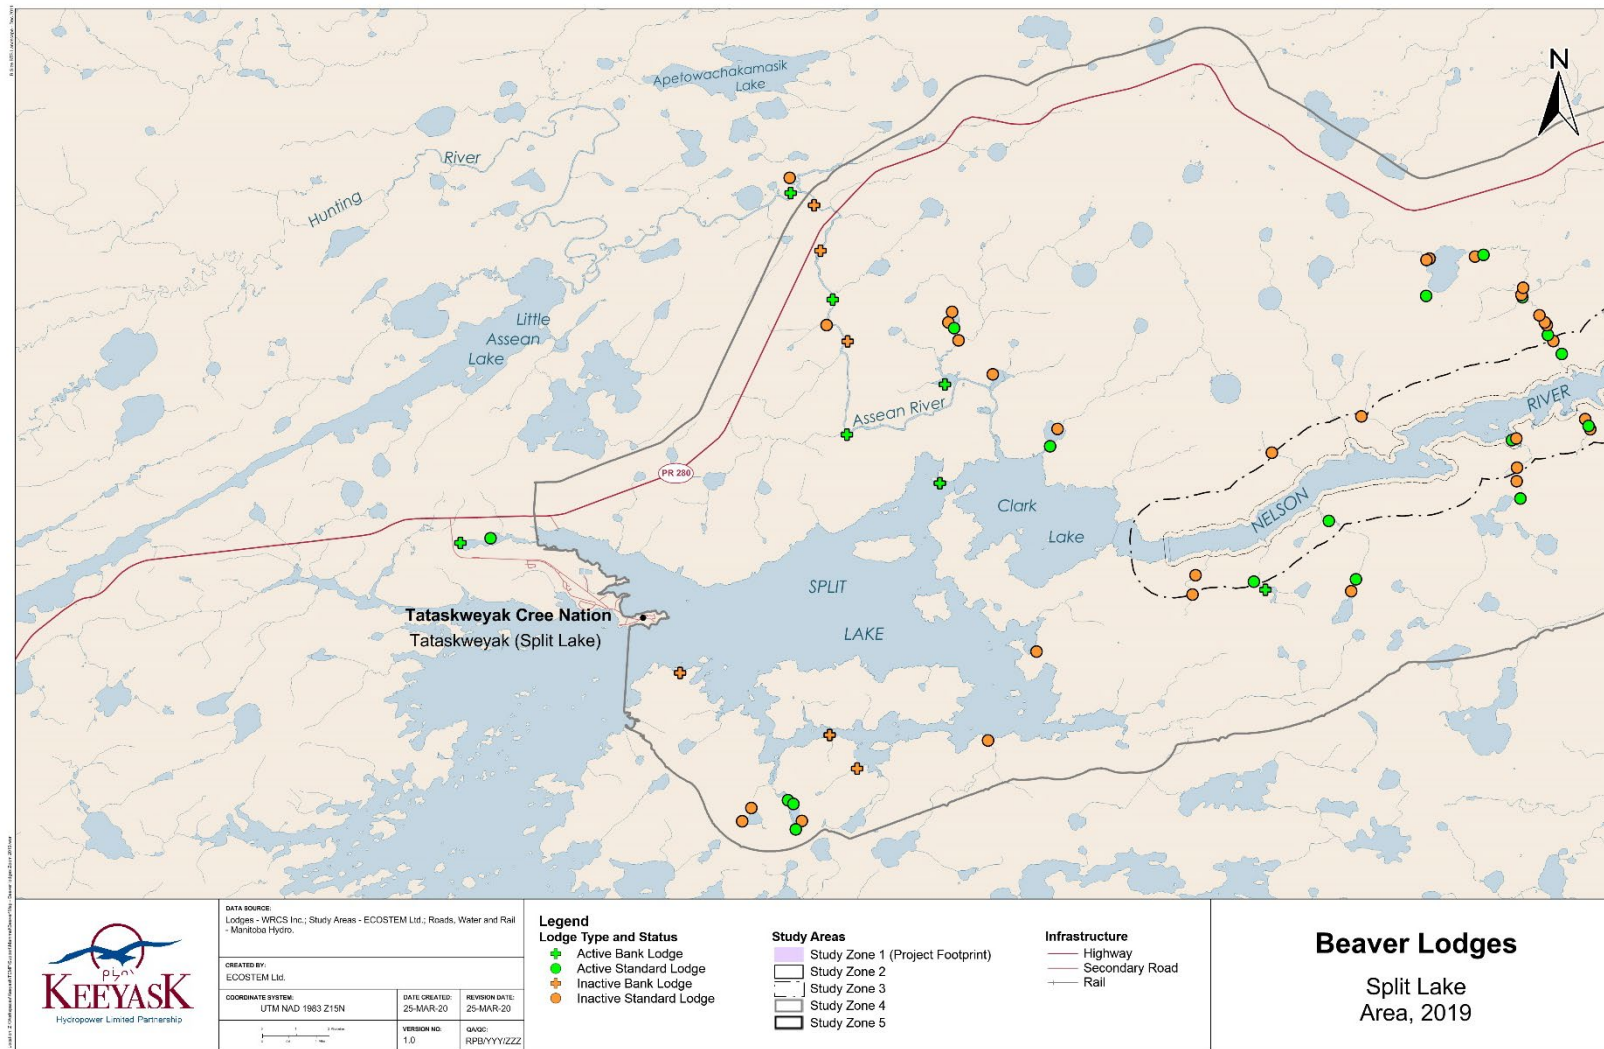 Apetowachakamasik
Lake
N
River
Hunting
Little
Assean
Lake
Assean River
RIVER
PR 280
Clark
Lake
NELSON
SPLIT
LAKE
Tataskweyak Cree Nation
Tataskweyak (Split Lake)
KEEYASK
Hydropower Limited Partnership
DATA SOURCE:
Lodges - WRCS Inc.; Study Areas - ECOSTEM Ltd.; Roads, Water and Rail
- Manitoba Hydro.
CREATED BY:
ECOSTEM Ltd.
COORDINATE SYSTEM:
UTM NAD 1983 Z15N
DATE CREATED:
25-MAR-20
REVISION DATE:
25-MAR-20
VERSION NO:
1.0
QA/QC:
RPB/YYY/ZZZ
Legend
Lodge Type and Status
Active Bank Lodge
Active Standard Lodge
Inactive Bank Lodge
Inactive Standard Lodge
Study Areas
Study Zone 1 (Project Footprint)
Study Zone 2
Study Zone 3
Study Zone 4
Study Zone 5
Infrastructure
Highway
Secondary Road
Rail
Beaver Lodges
Split Lake
Area, 2019